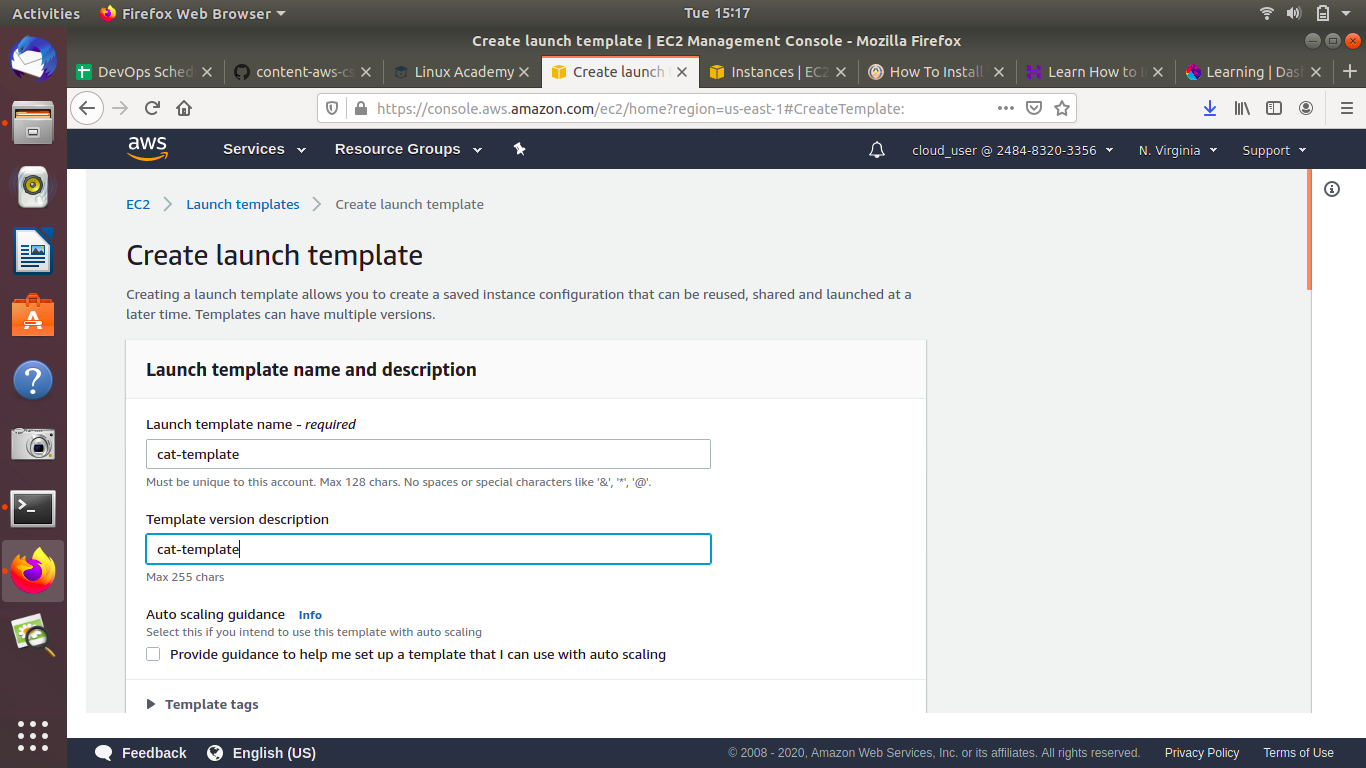 Activities
Firefox Web Browser
Tue 15:17
Create launch template | EC2 Management Console - Mozilla Firefox
DevOps Sched
content-aws-cs
Linux Academy
Create launch
Instances | EC2
How To Install
Learn How to
Learning | Das
https://console.aws.amazon.com/ec2/home?region=us-east-1#CreateTemplate:
aws
Services
Resource Groups
cloud_user @ 2484-8320-3356
N. Virginia
Support
EC2
Launch templates
Create launch template
Create launch template
Creating a launch template allows you to create a saved instance configuration that can be reused, shared and launched at a
later time. Templates can have multiple versions.
Launch template name and description
Launch template name - required
cat-template
Must be unique to this account. Max 128 chars. No spaces or special characters like '&', '*', '@'.
Template version description
cat-template
Max 255 chars
Auto scaling guidance Info
Select this if you intend to use this template with auto scaling
Provide guidance to help me set up a template that I can use with auto scaling
Template tags
Feedback
English (US)
© 2008 - 2020, Amazon Web Services, Inc. or its affiliates. All rights reserved.
Privacy Policy
Terms of Use